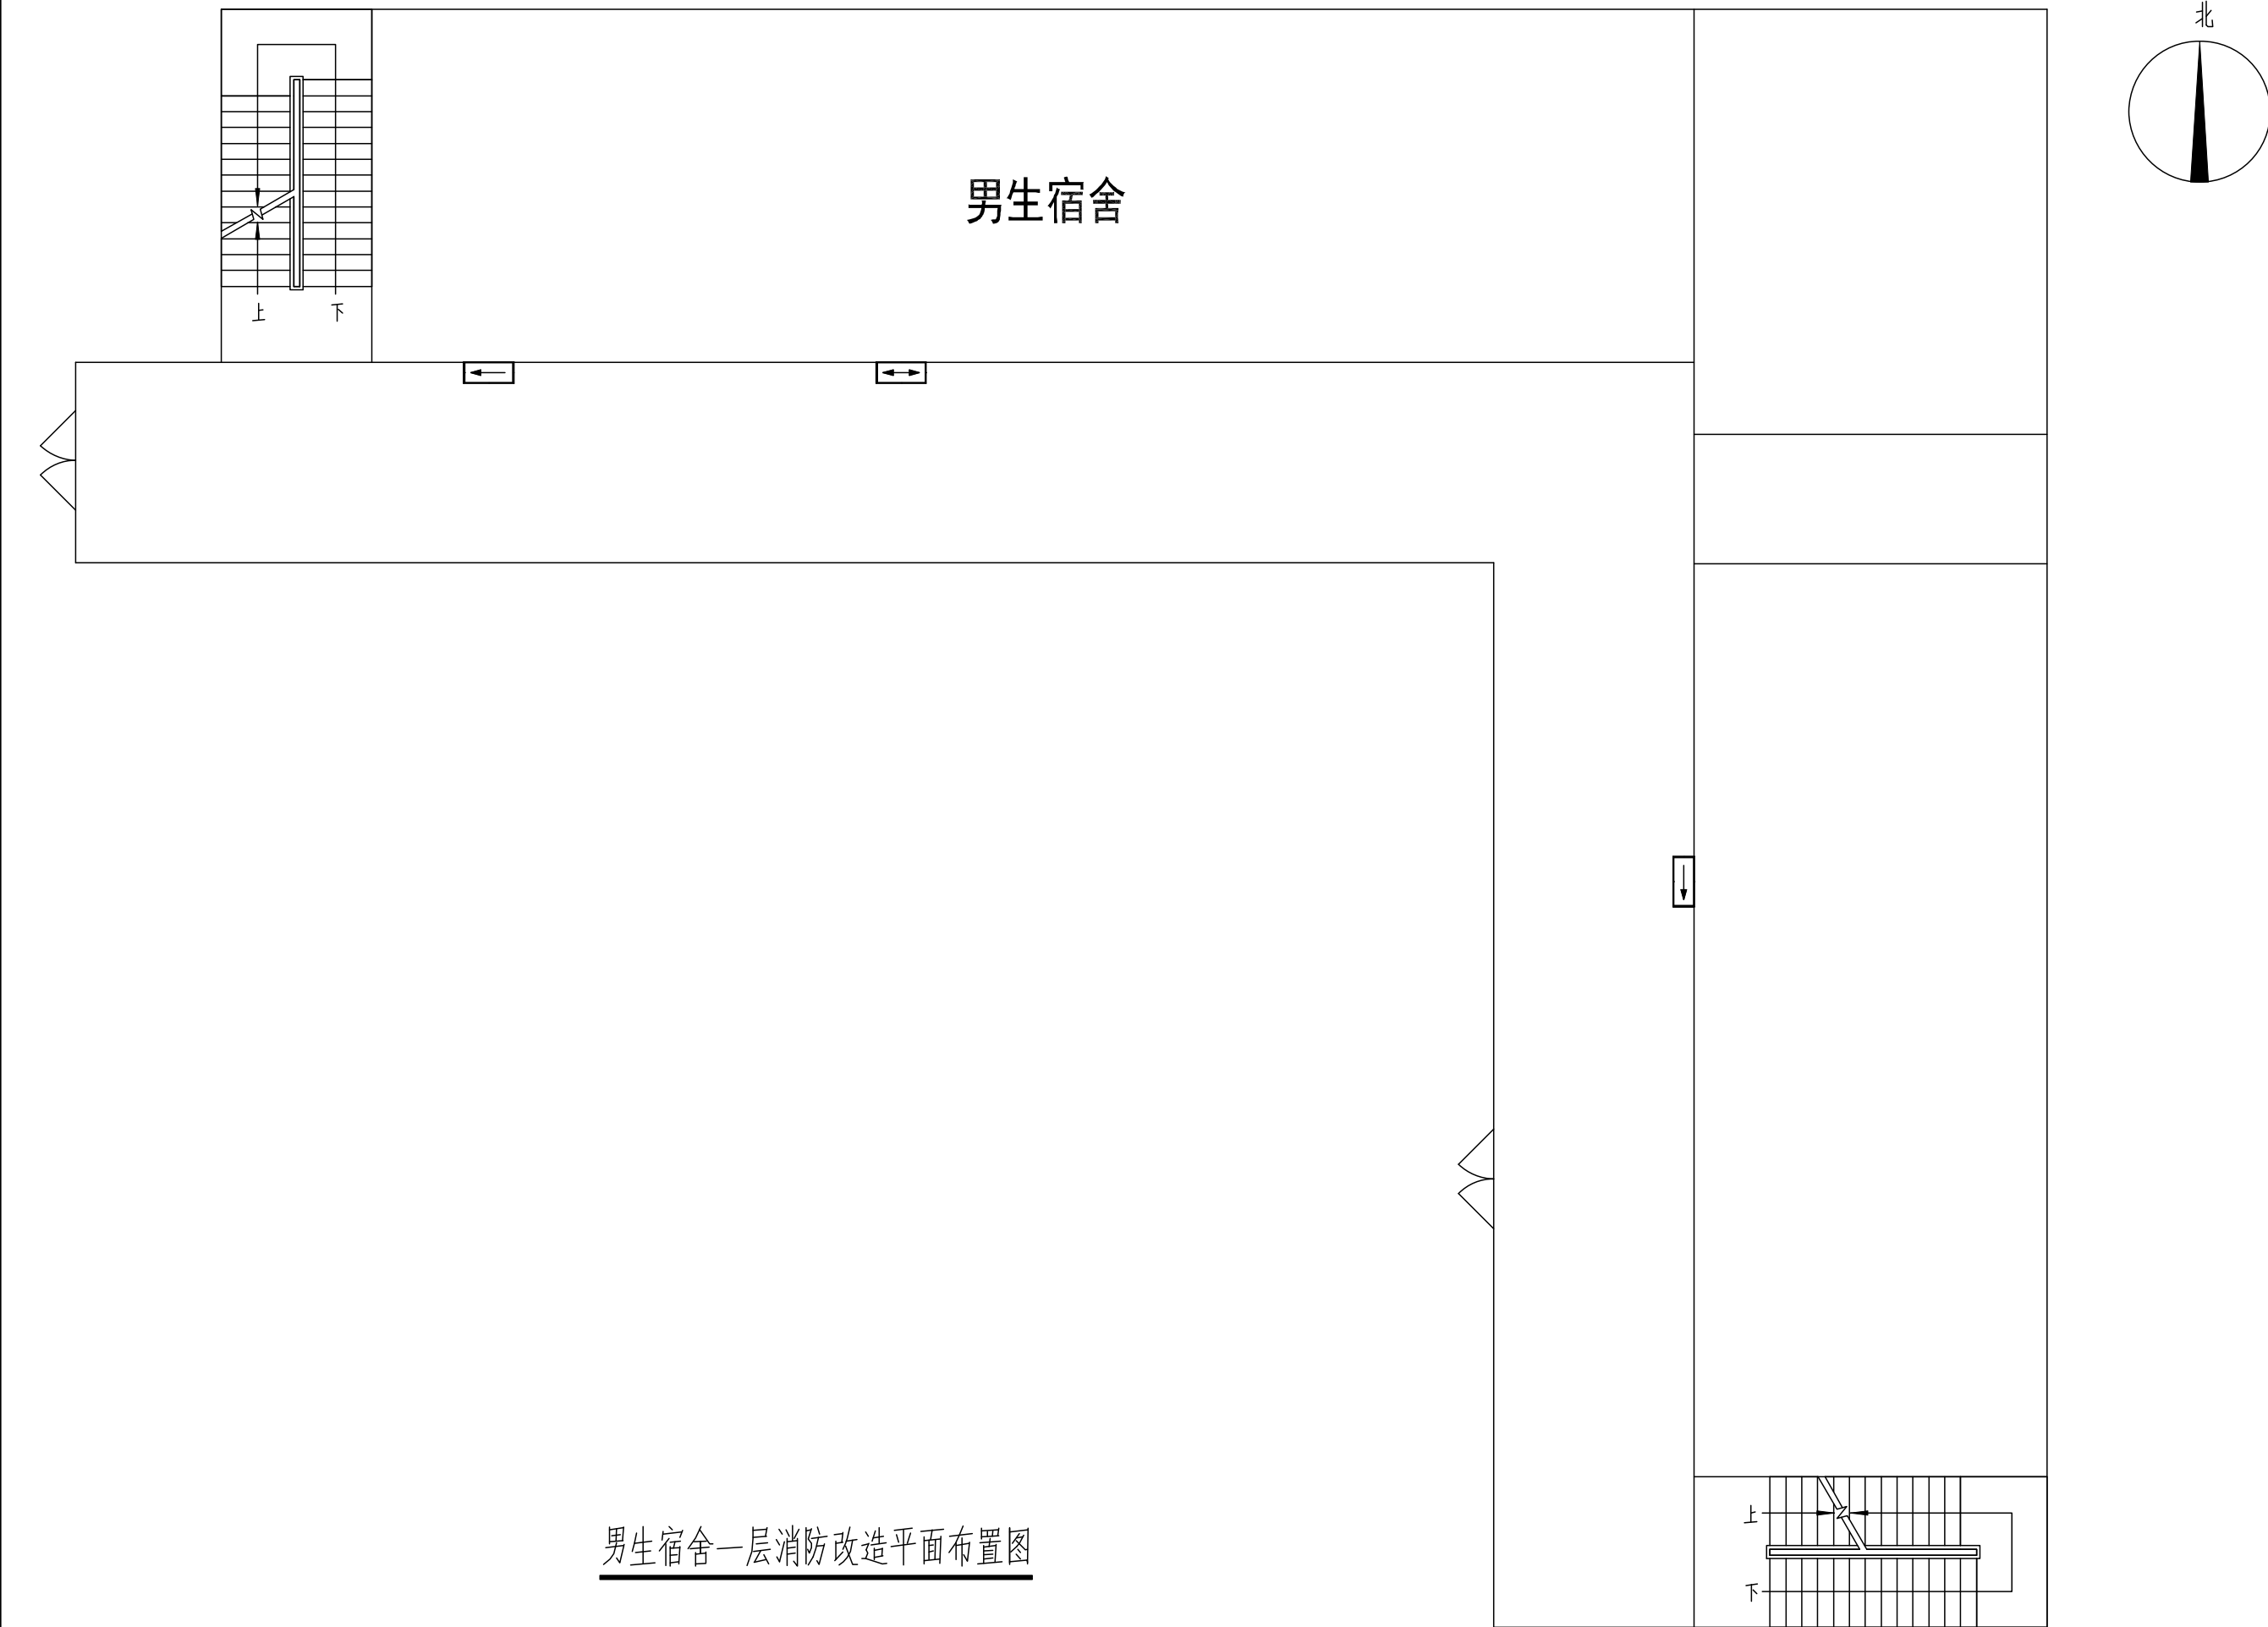 北
男生宿舍
上 下
上
下
男生宿舍一层消防改造平面布置图